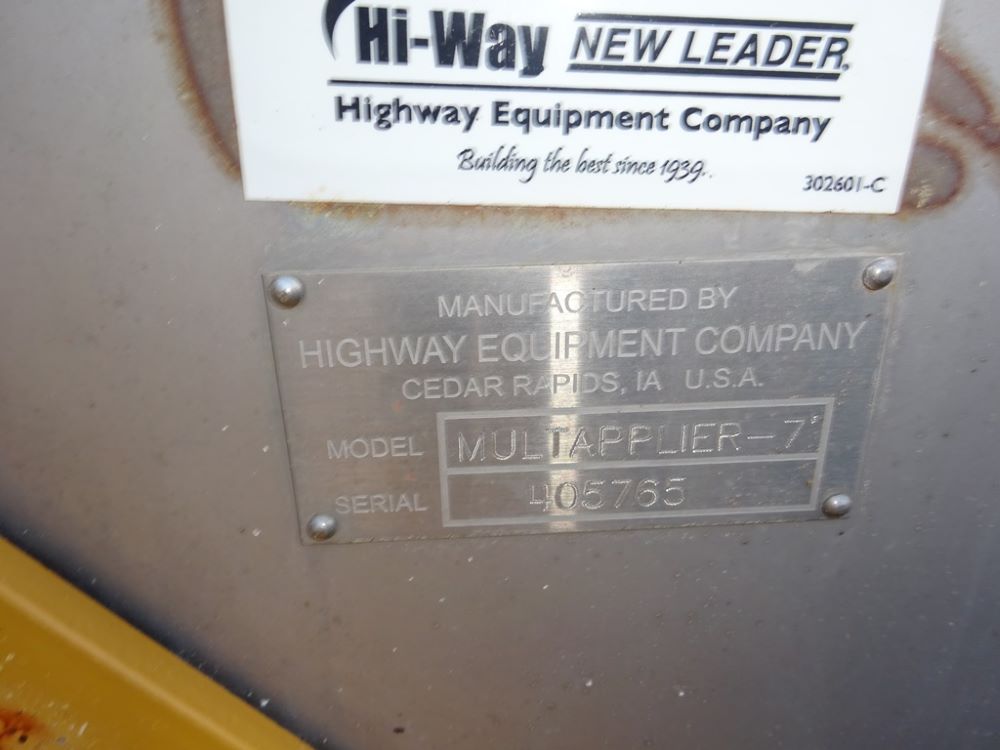 Hi-Way NEW LEADER®
Highway Equipment Company
Building the best since 1939.
302601-C
MANUFACTURED BY
HIGHWAY EQUIPMENT COMPANY
CEDAR RAPIDS, IA U.S.A.
MODEL MULTAPPLIER-7'
SERIAL 405765